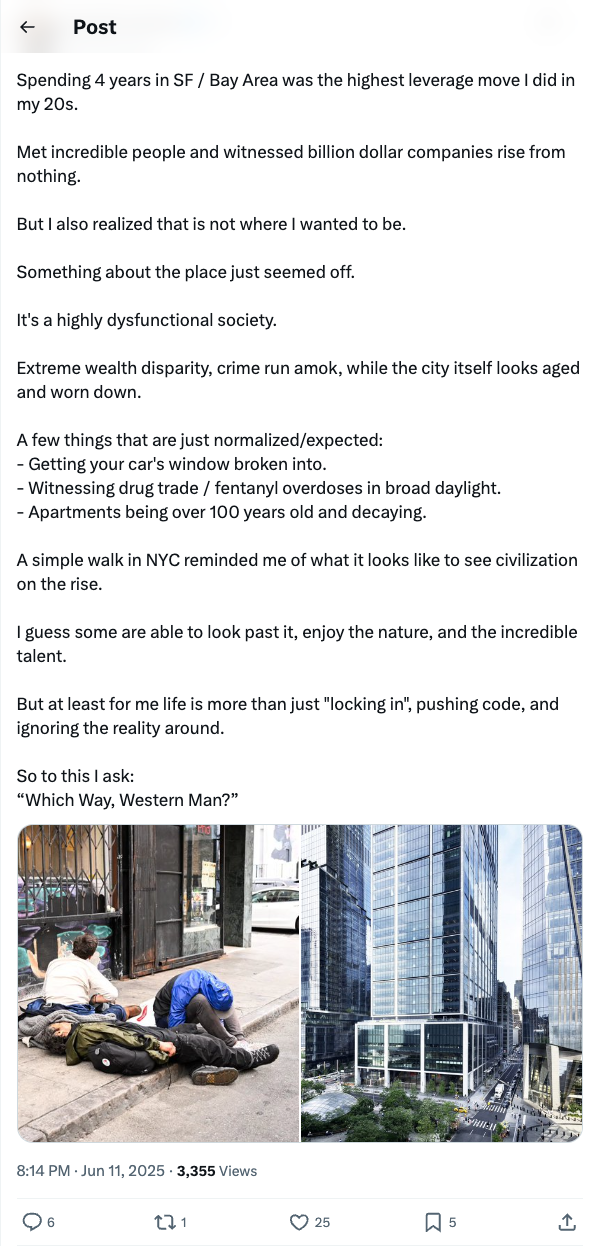 Post
Spending 4 years in SF / Bay Area was the highest leverage move I did in
my 20s.
Met incredible people and witnessed billion dollar companies rise from
nothing.
But I also realized that is not where I wanted to be.
Something about the place just seemed off.
It's a highly dysfunctional society.
Extreme wealth disparity, crime run amok, while the city itself looks aged
and worn down.
A few things that are just normalized/expected:
- Getting your car's window broken into.
- Witnessing drug trade / fentanyl overdoses in broad daylight.
- Apartments being over 100 years old and decaying.
A simple walk in NYC reminded me of what it looks like to see civilization
on the rise.
I guess some are able to look past it, enjoy the nature, and the incredible
talent.
But at least for me life is more than just "locking in", pushing code, and
ignoring the reality around.
So to this I ask:
“Which Way, Western Man?”
8:14 PM · Jun 11, 2025 · 3,355 Views
6 1 25 5